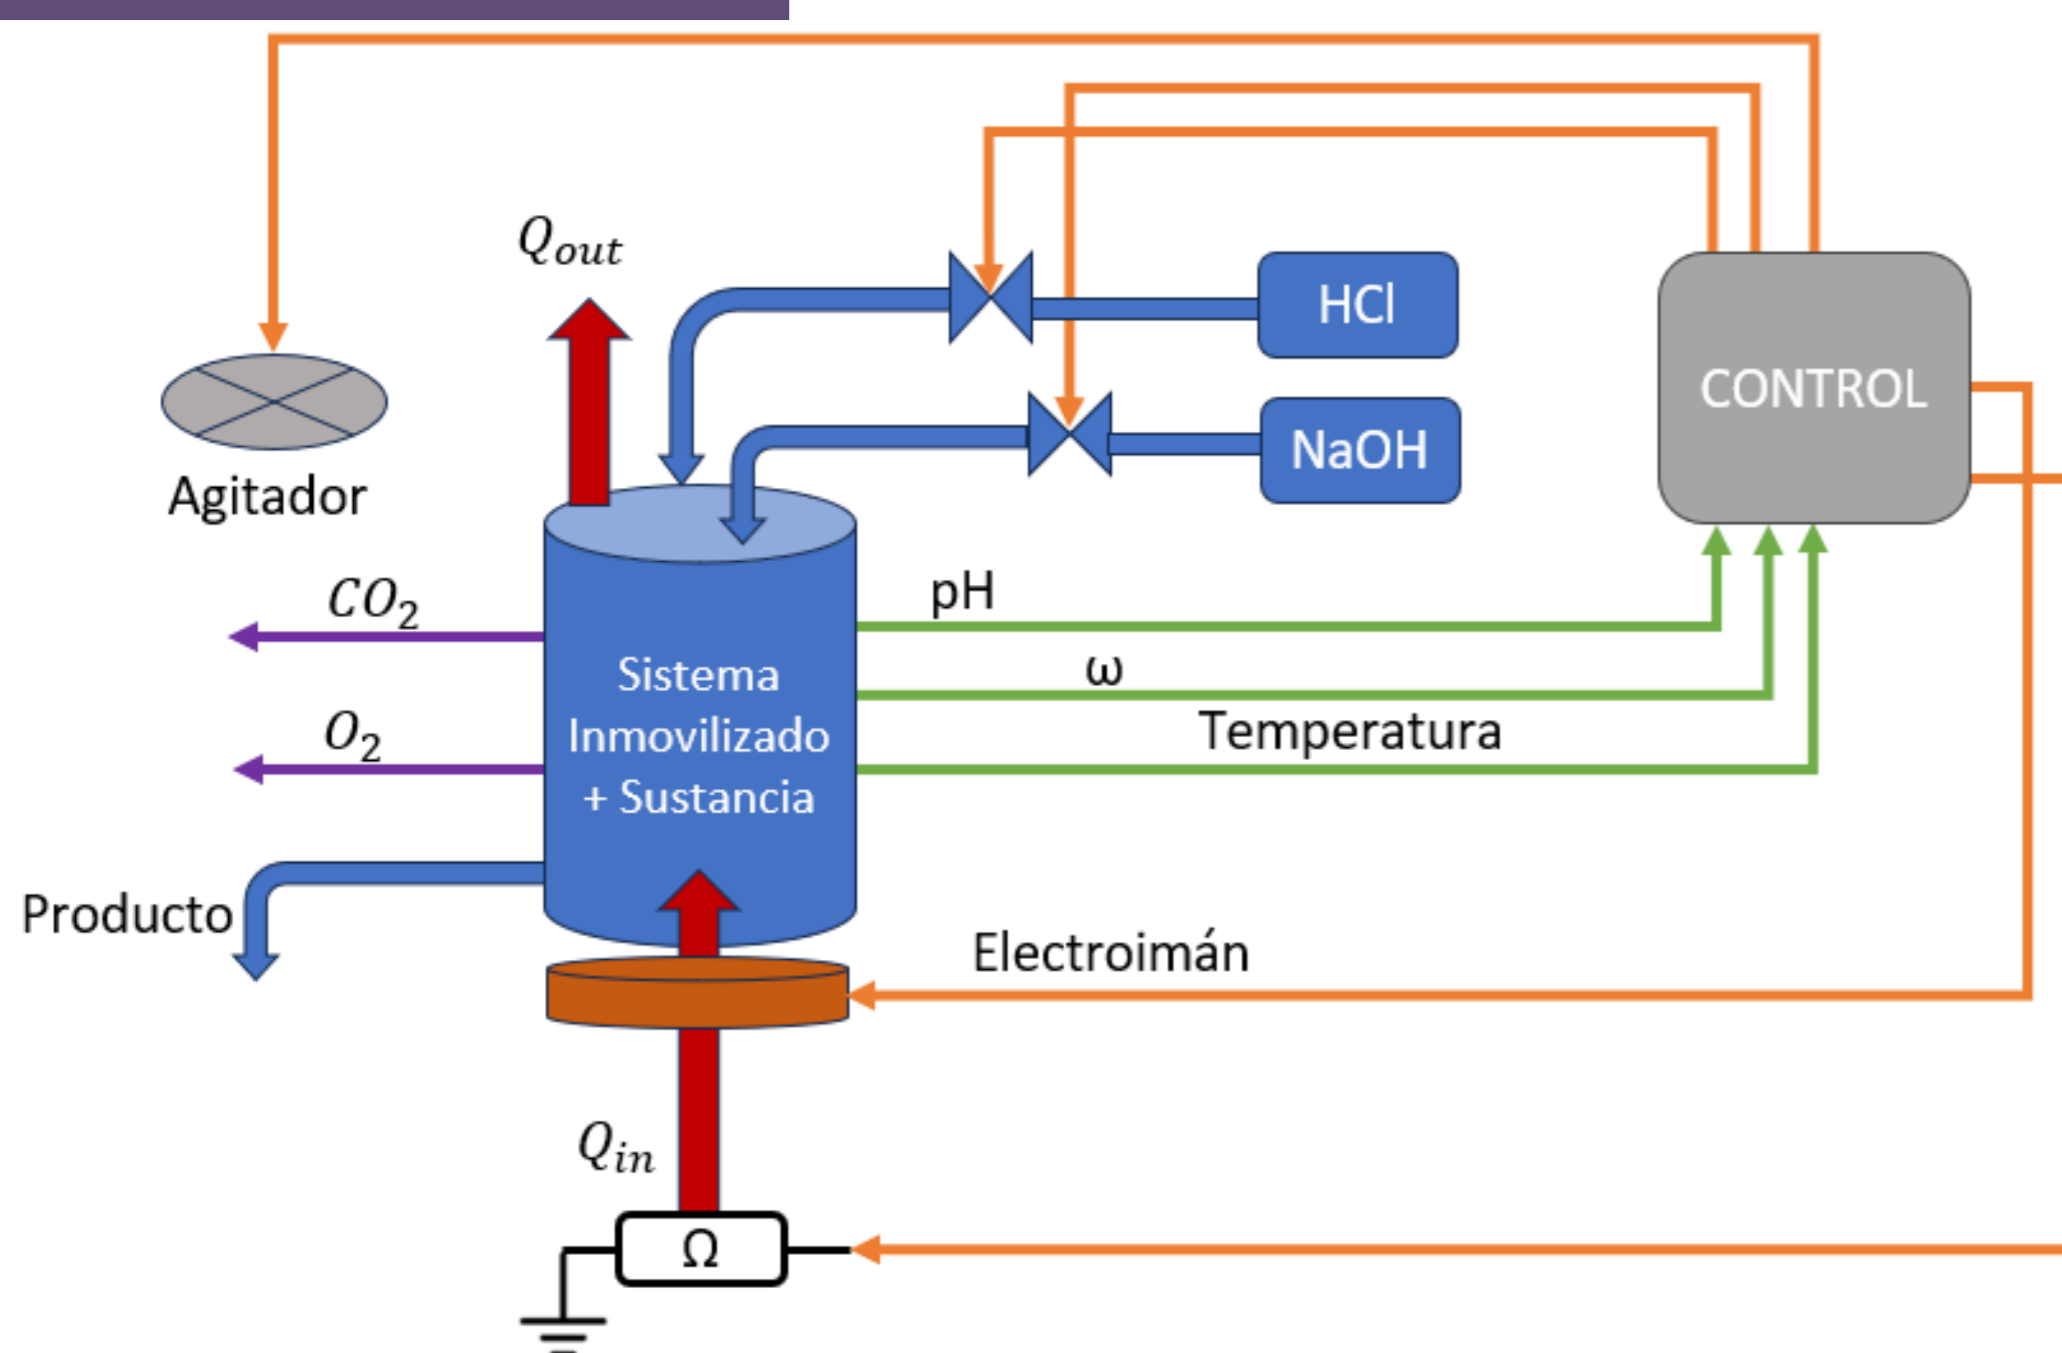 Q_out
HCl
CONTROL
NaOH
Agitador
CO₂
pH
Sistema
Inmovilizado
+ Sustancia
ω
O₂
Temperatura
Producto
Electroimán
Q_in
Ω